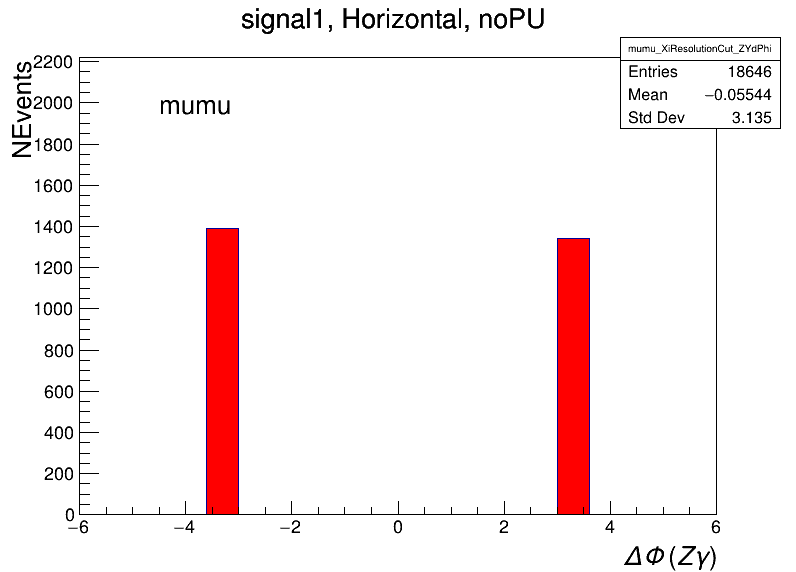 signal1, Horizontal, noPU
mumu_XiResolutionCut_ZYdPhi
Entries 18646
Mean −0.05544
Std Dev 3.135
NEvents
mumu
2200
2000
1800
1600
1400
1200
1000
800
600
400
200
0
−6 −4 −2 0 2 4 6
ΔΦ(Zγ)